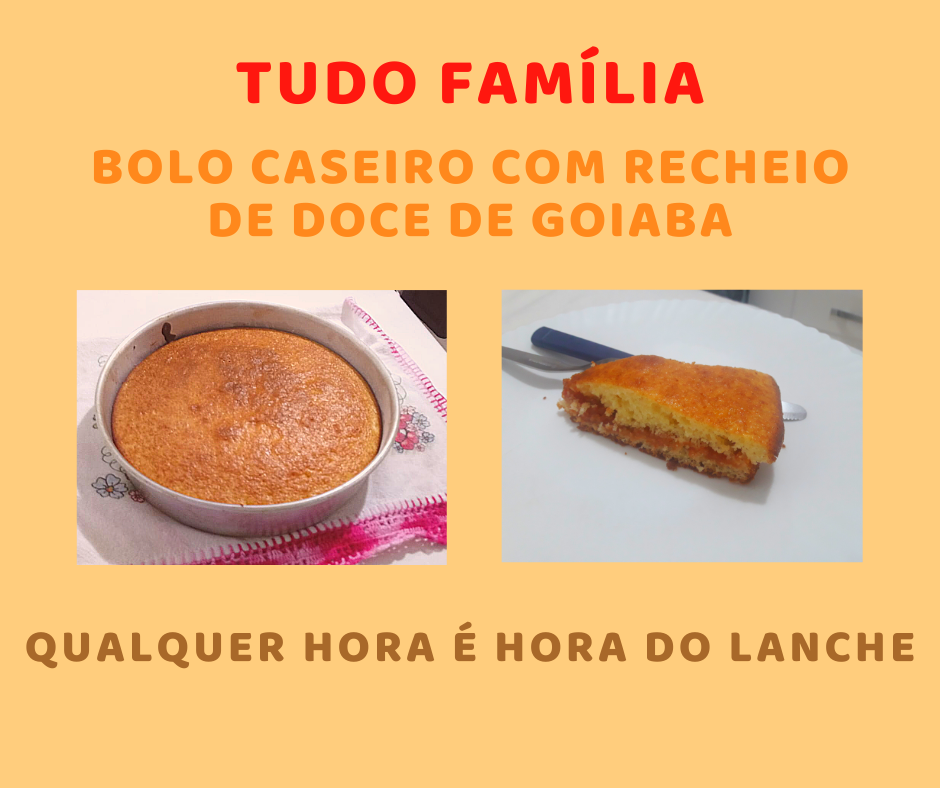 TUDO FAMÍLIA
BOLO CASEIRO COM RECHEIO
DE DOCE DE GOIABA
QUALQUER HORA É HORA DO LANCHE